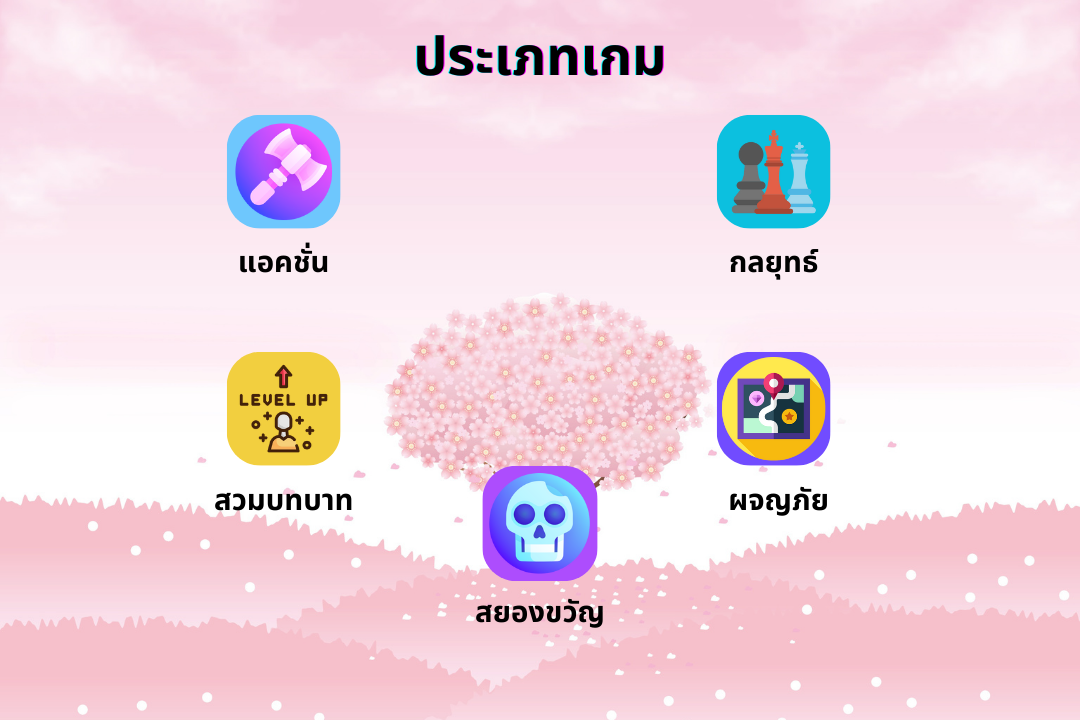 ประเภทเกม
แอคชั่น
กลยุทธ์
LEVEL UP
สวมบทบาท
ผจญภัย
สยองขวัญ